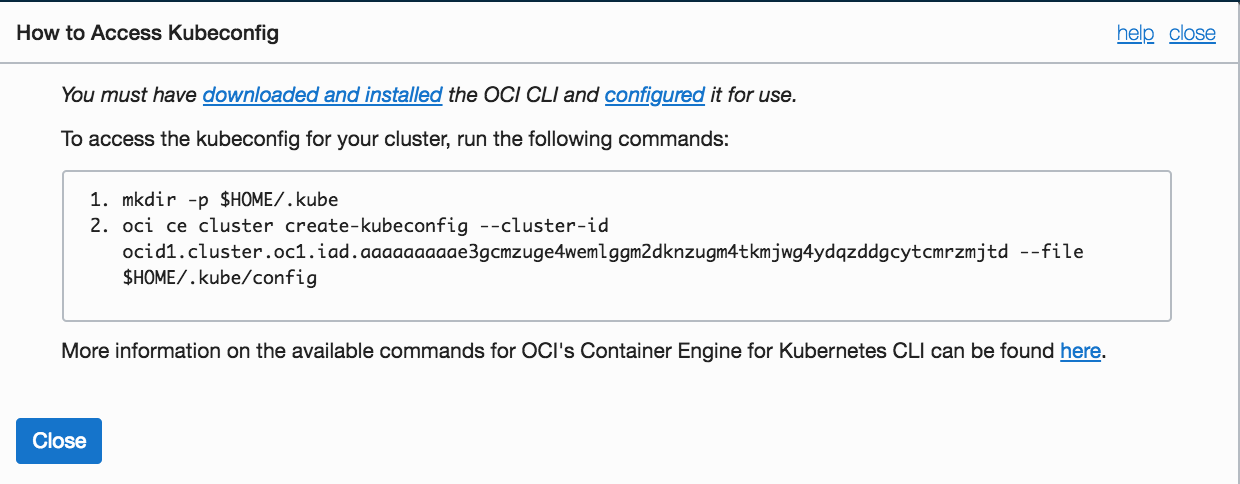 How to Access Kubeconfig help close
You must have downloaded and installed the OCI CLI and configured it for use.
To access the kubeconfig for your cluster, run the following commands:
1. mkdir -p $HOME/.kube
2. oci ce cluster create-kubeconfig --cluster-id
ocid1.cluster.oc1.iad.aaaaaaaaae3gcmzuge4wemlggm2dknzugm4tkmjwg4ydqzddgcytcmrzmjtd --file
$HOME/.kube/config
More information on the available commands for OCI's Container Engine for Kubernetes CLI can be found here.
Close